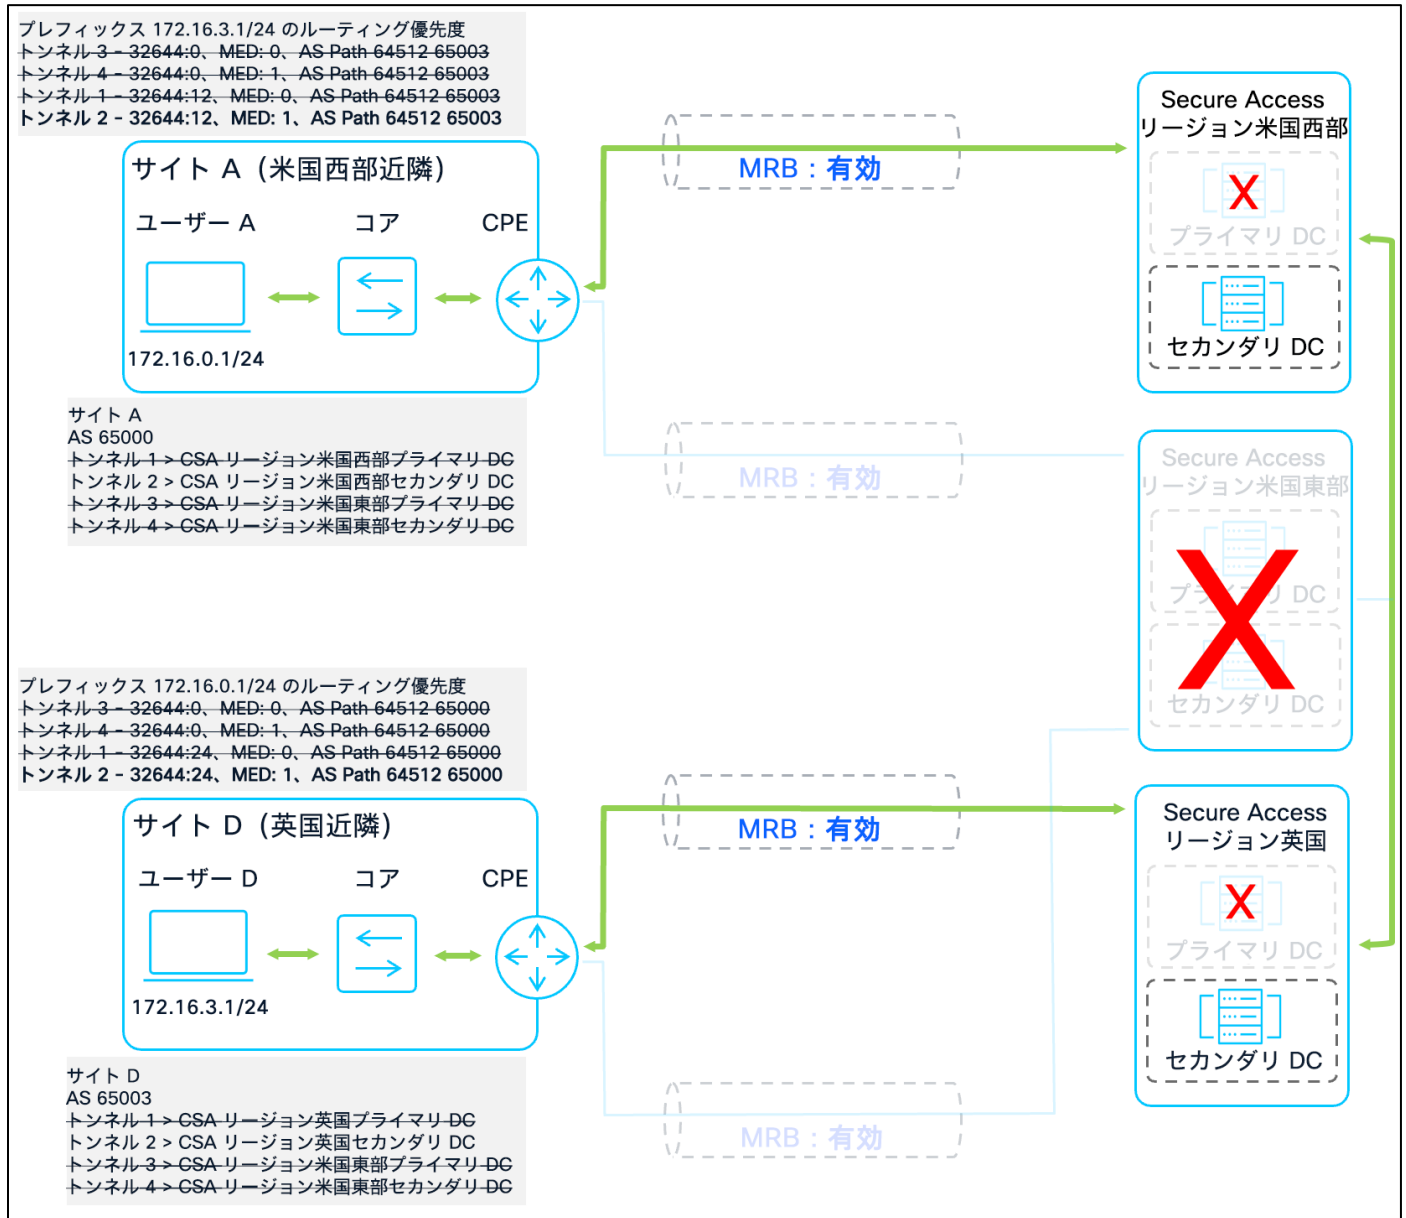 プレフィックス 172.16.3.1/24 のルーティング優先度
トンネル 3 - 32644:0、MED: 0、AS Path 64512 65003
トンネル 4 - 32644:0、MED: 1、AS Path 64512 65003
トンネル 1 - 32644:12、MED: 0、AS Path 64512 65003
トンネル 2 - 32644:12、MED: 1、AS Path 64512 65003
サイト A（米国西部近隣）
ユーザー A
コア
CPE
172.16.0.1/24
サイト A
AS 65000
トンネル 1 > CSA リージョン米国西部プライマリ DC
トンネル 2 > CSA リージョン米国西部セカンダリ DC
トンネル 3 > CSA リージョン米国東部プライマリ DC
トンネル 4 > CSA リージョン米国東部セカンダリ DC
MRB：有効
MRB：有効
Secure Access
リージョン米国西部
X
プライマリ DC
セカンダリ DC
Secure Access
リージョン米国東部
プライマリ DC
X
セカンダリ DC
プレフィックス 172.16.0.1/24 のルーティング優先度
トンネル 3 - 32644:0、MED: 0、AS Path 64512 65000
トンネル 4 - 32644:0、MED: 1、AS Path 64512 65000
トンネル 1 - 32644:24、MED: 0、AS Path 64512 65000
トンネル 2 - 32644:24、MED: 1、AS Path 64512 65000
サイト D（英国近隣）
ユーザー D
コア
CPE
172.16.3.1/24
サイト D
AS 65003
トンネル 1 > CSA リージョン英国プライマリ DC
トンネル 2 > CSA リージョン英国セカンダリ DC
トンネル 3 > CSA リージョン米国東部プライマリ DC
トンネル 4 > CSA リージョン米国東部セカンダリ DC
MRB：有効
MRB：有効
Secure Access
リージョン英国
X
プライマリ DC
セカンダリ DC